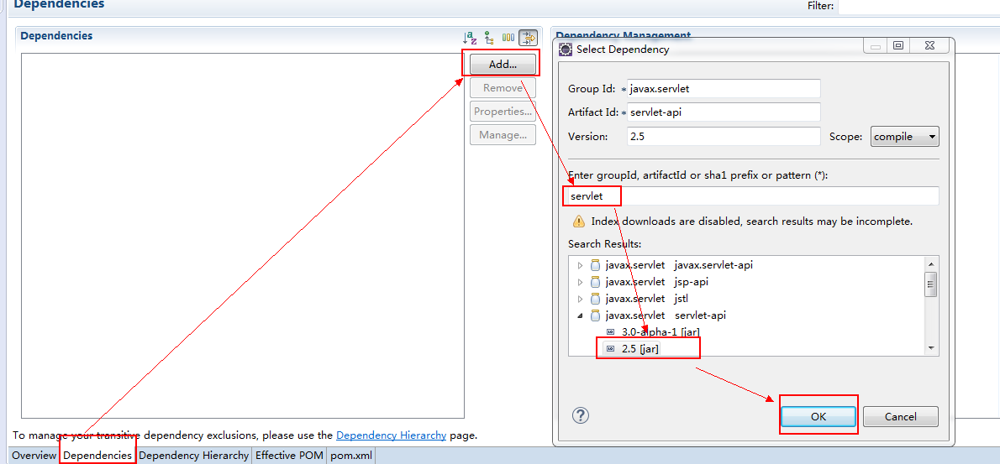 Dependencies
Filter:
Dependencies
Dependency Management
Add...
Remove
Properties...
Manage...
Select Dependency
Group Id: * javax.servlet
Artifact Id: * servlet-api
Version: 2.5 Scope: compile
Enter groupId, artifactId or sha1 prefix or pattern (*):
servlet
Index downloads are disabled, search results may be incomplete.
Search Results:
javax.servlet javax.servlet-api
javax.servlet jsp-api
javax.servlet jstl
javax.servlet servlet-api
3.0-alpha-1 [jar]
2.5 [jar]
OK Cancel
To manage your transitive dependency exclusions, please use the Dependency Hierarchy page.
Overview Dependencies Dependency Hierarchy Effective POM pom.xml